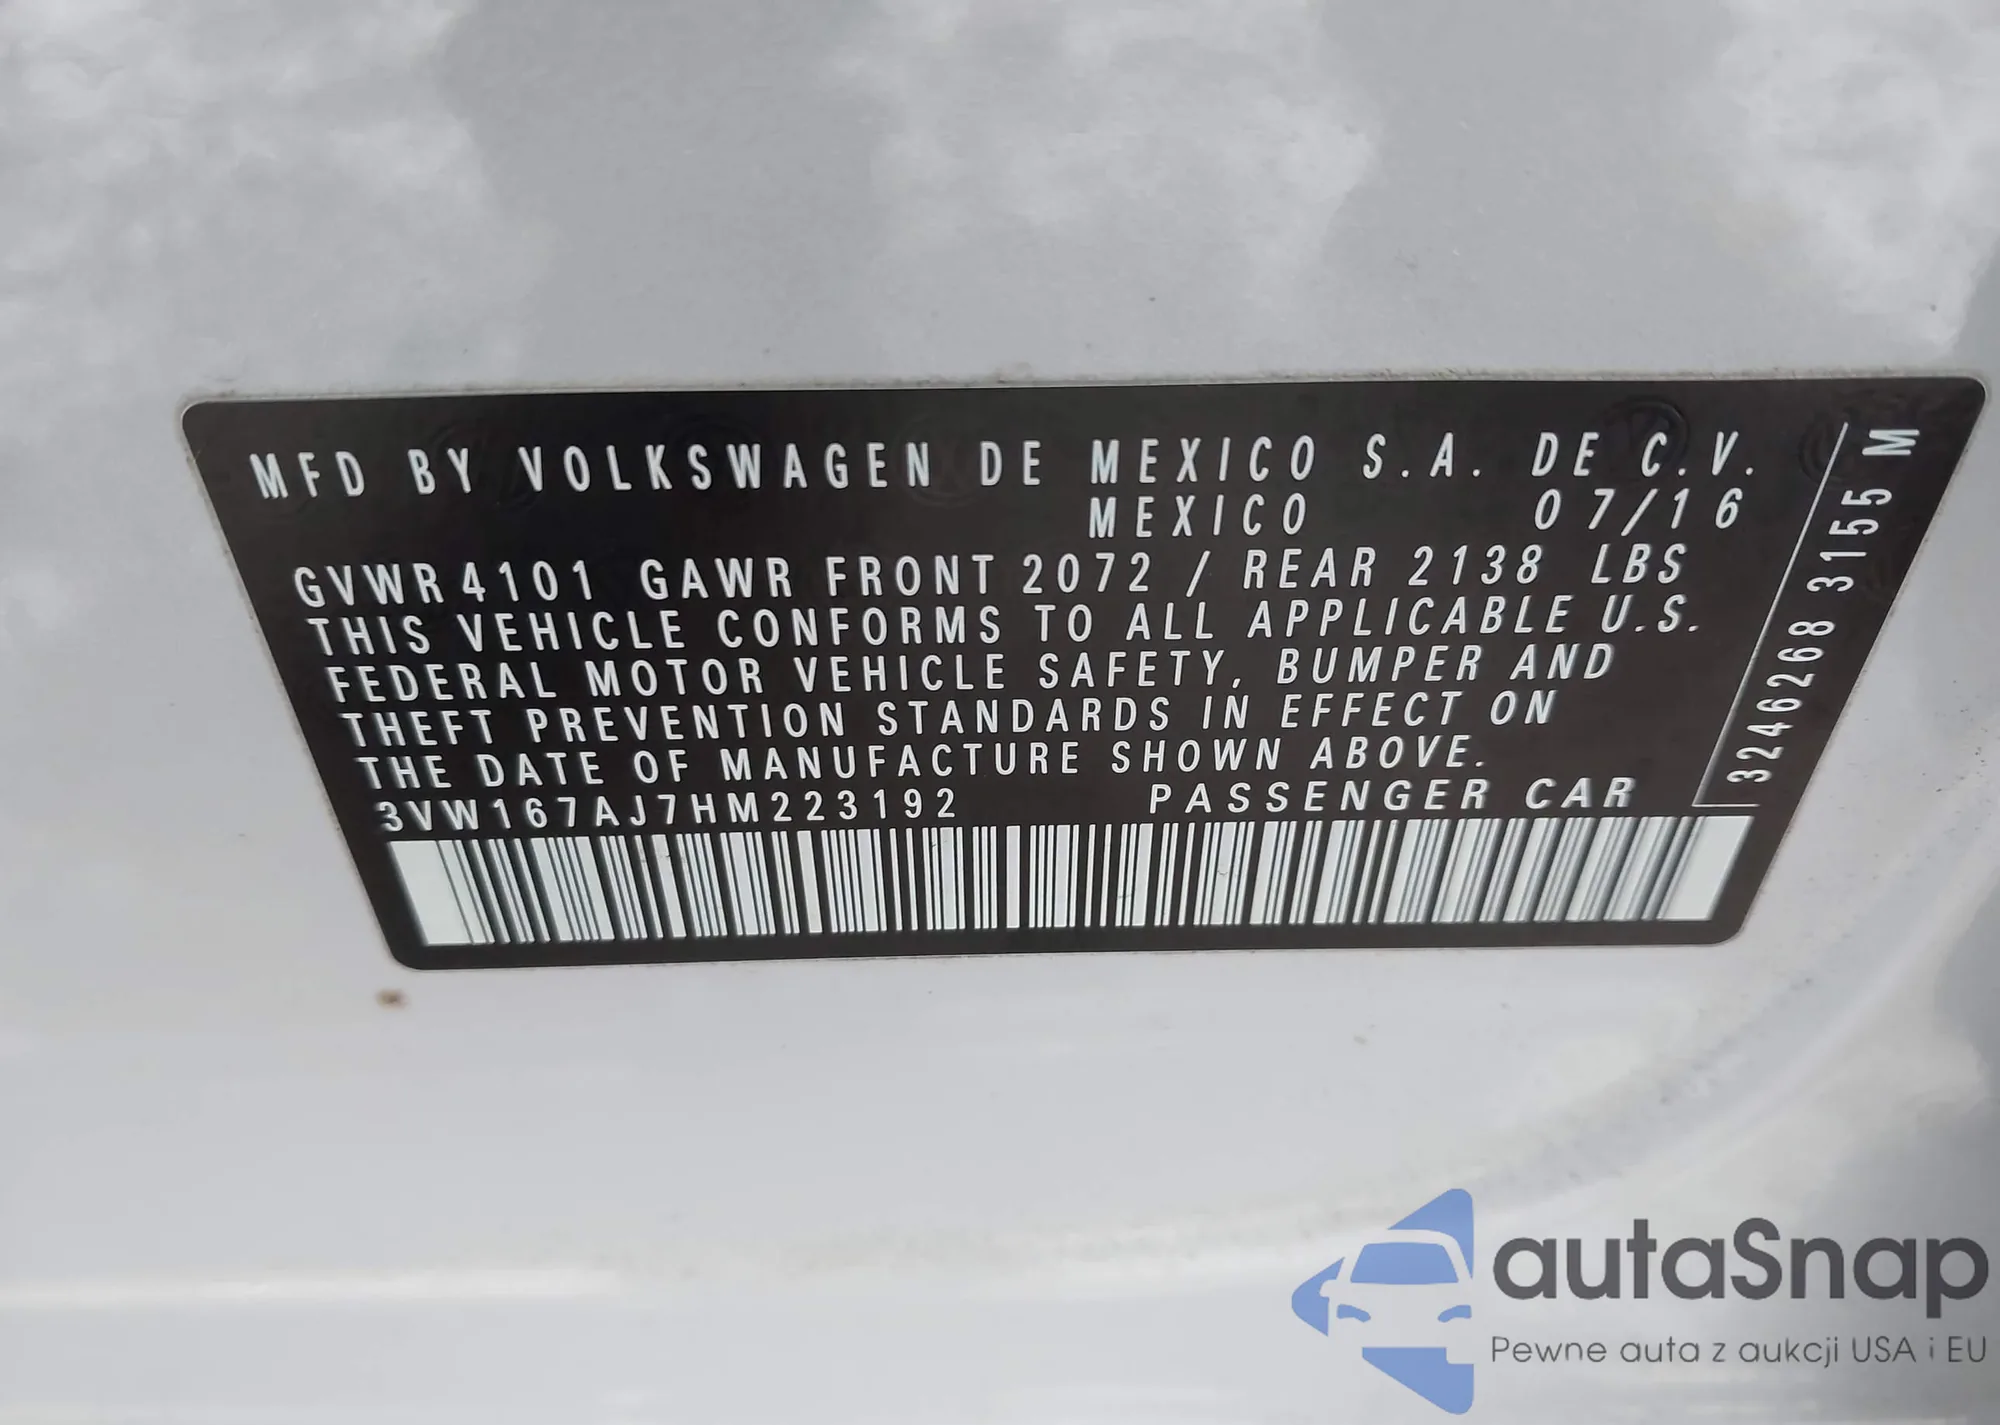 MFD BY VOLKSWAGEN DE MEXICO S.A. DE C.V.
MEXICO 07/16
GVWR 4101 GAWR FRONT 2072 / REAR 2138 LBS
THIS VEHICLE CONFORMS TO ALL APPLICABLE U.S.
FEDERAL MOTOR VEHICLE SAFETY, BUMPER AND
THEFT PREVENTION STANDARDS IN EFFECT ON
THE DATE OF MANUFACTURE SHOWN ABOVE.
3VW167AJ7HM223192 PASSENGER CAR
3246268 3155 M
autaSnap
Pewne auta z aukcji USA i EU